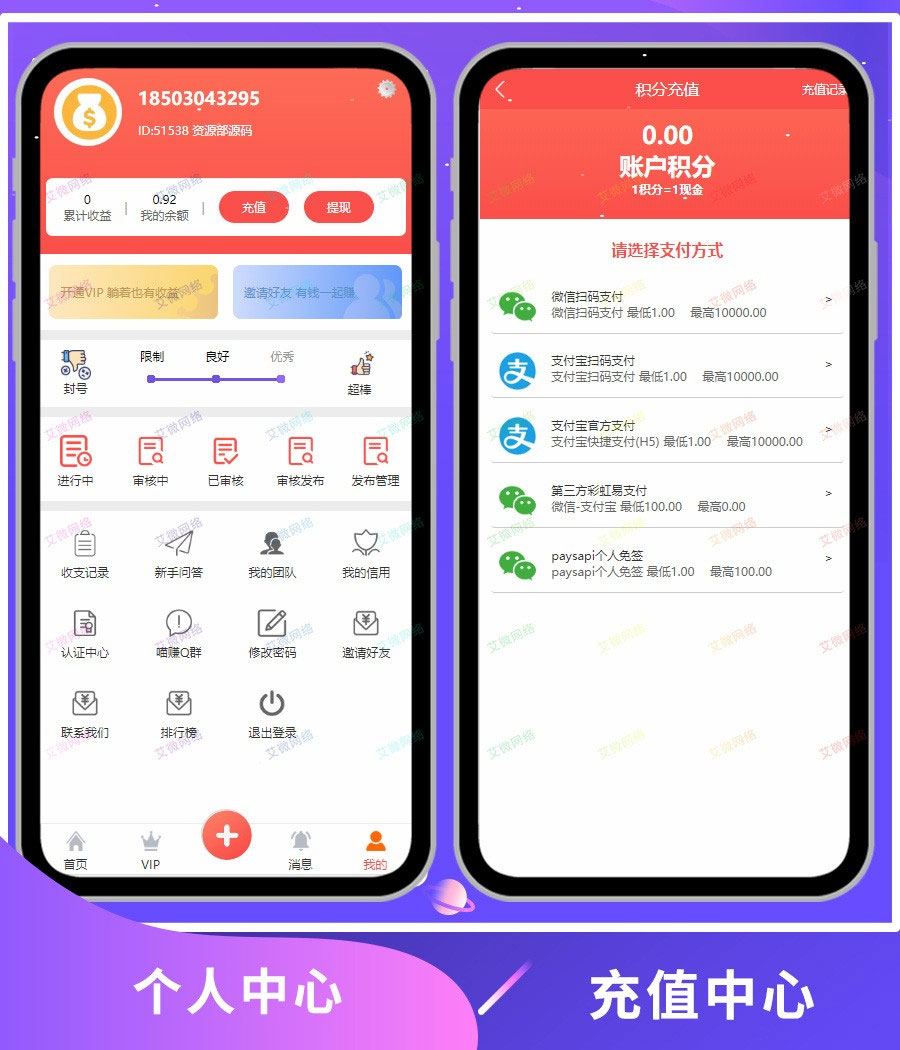 18503043295
ID:51538 资源部源码
0
累计收益
0.92
我的余额
充值
提现
开通VIP 躺着也有收益
邀请好友 有钱一起赚
封号
限制
良好
优秀
超棒
进行中
审核中
已审核
审核发布
发布管理
收支记录
新手问答
我的团队
我的信用
认证中心
喵赚Q群
修改密码
邀请好友
联系我们
排行榜
退出登录
首页
VIP
消息
我的
个人中心
积分充值
充值记录
0.00
账户积分
1积分=1现金
请选择支付方式
微信扫码支付
微信扫码支付 最低1.00 最高10000.00
支付宝扫码支付
支付宝扫码支付 最低1.00 最高10000.00
支付宝官方支付
支付宝快捷支付(H5) 最低1.00 最高10000.00
第三方彩虹易支付
微信-支付宝 最低100.00 最高0.00
paysapi个人免签
paysapi个人免签 最低1.00 最高100.00
充值中心
艾微网络